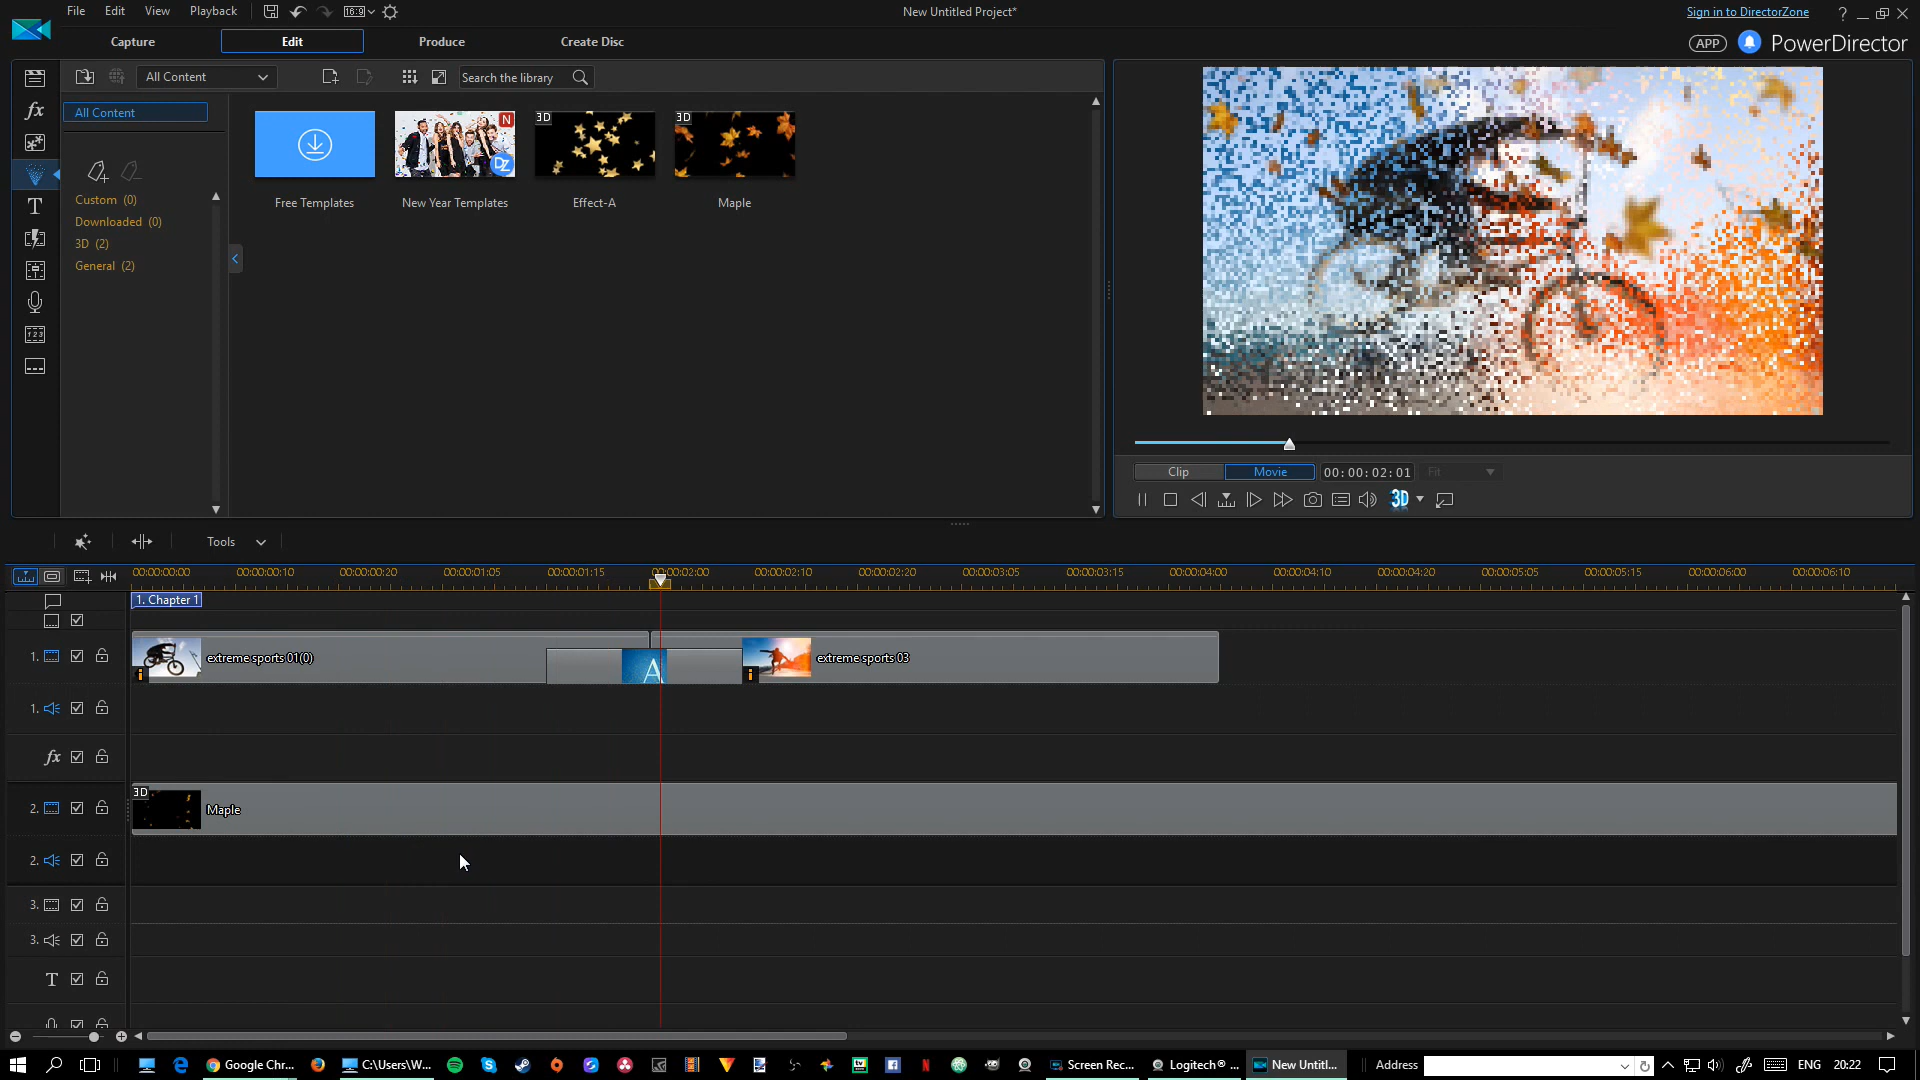 File Edit View Playback 16:9 New Untitled Project* Sign in to DirectorZone ?
Capture Edit Produce Create Disc APP PowerDirector
All Content Search the library
All Content
Custom (0)
Downloaded (0)
3D (2)
General (2)
N
DZ
3D
3D
Free Templates New Year Templates Effect-A Maple
Clip Movie 00:00:02:01 Fit
3D
Tools
00:00:00:00 00:00:00:10 00:00:00:20 00:00:01:05 00:00:01:15 00:00:02:00 00:00:02:10 00:00:02:20 00:00:03:05 00:00:03:15 00:00:04:00 00:00:04:10 00:00:04:20 00:00:05:05 00:00:05:15 00:00:06:00 00:00:06:10
1. Chapter 1
1. extreme sports 01(0) A extreme sports 03
1.
fx
3D
2. Maple
2.
3.
3.
T
Google Chr... C:\Users\W... Screen Rec... Logitech® ... New Untitl... Address ENG 20:22